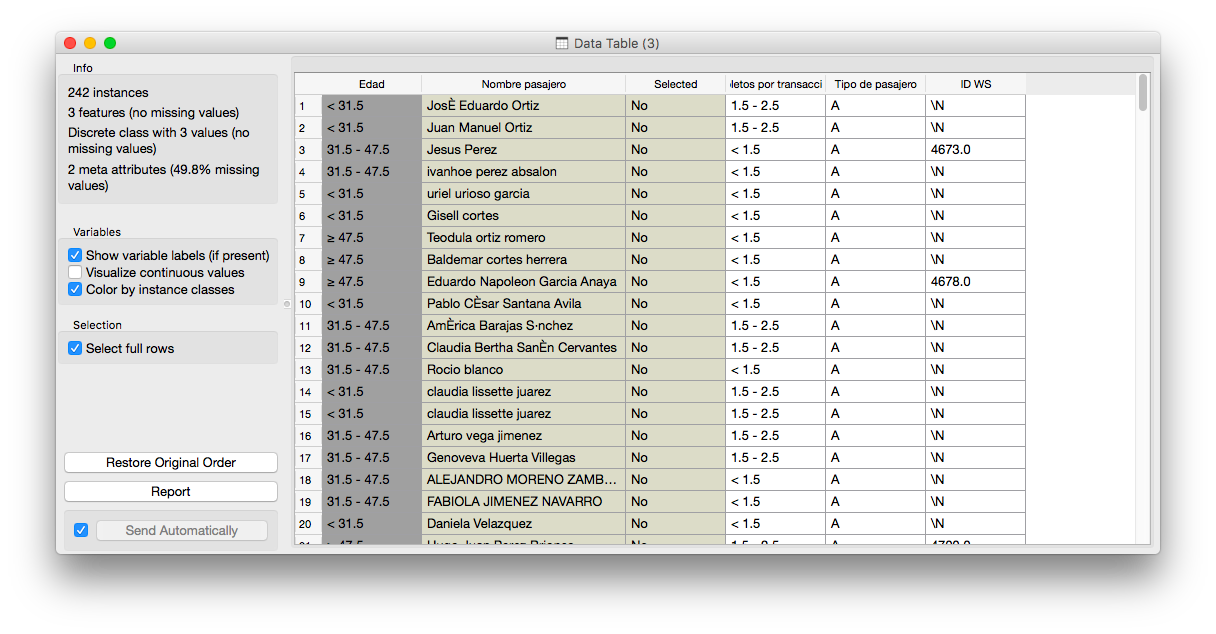 Data Table (3)
Info
242 instances
3 features (no missing values)
Discrete class with 3 values (no
missing values)
2 meta attributes (49.8% missing
values)
Variables
Show variable labels (if present)
Visualize continuous values
Color by instance classes
Selection
Select full rows
Restore Original Order
Report
Send Automatically
Edad Nombre pasajero Selected letos por transacci Tipo de pasajero ID WS
1 < 31.5 JosÈ Eduardo Ortiz No 1.5 - 2.5 A \N
2 < 31.5 Juan Manuel Ortiz No 1.5 - 2.5 A \N
3 31.5 - 47.5 Jesus Perez No < 1.5 A 4673.0
4 31.5 - 47.5 ivanhoe perez absalon No < 1.5 A \N
5 < 31.5 uriel urioso garcia No < 1.5 A \N
6 < 31.5 Gisell cortes No < 1.5 A \N
7 ≥ 47.5 Teodula ortiz romero No < 1.5 A \N
8 ≥ 47.5 Baldemar cortes herrera No < 1.5 A \N
9 ≥ 47.5 Eduardo Napoleon Garcia Anaya No < 1.5 A 4678.0
10 < 31.5 Pablo CÈsar Santana Avila No < 1.5 A \N
11 31.5 - 47.5 AmÈrica Barajas S·nchez No 1.5 - 2.5 A \N
12 31.5 - 47.5 Claudia Bertha SanÈn Cervantes No 1.5 - 2.5 A \N
13 31.5 - 47.5 Rocio blanco No < 1.5 A \N
14 < 31.5 claudia lissette juarez No 1.5 - 2.5 A \N
15 < 31.5 claudia lissette juarez No 1.5 - 2.5 A \N
16 31.5 - 47.5 Arturo vega jimenez No 1.5 - 2.5 A \N
17 31.5 - 47.5 Genoveva Huerta Villegas No 1.5 - 2.5 A \N
18 31.5 - 47.5 ALEJANDRO MORENO ZAMB... No < 1.5 A \N
19 31.5 - 47.5 FABIOLA JIMENEZ NAVARRO No < 1.5 A \N
20 < 31.5 Daniela Velazquez No < 1.5 A \N